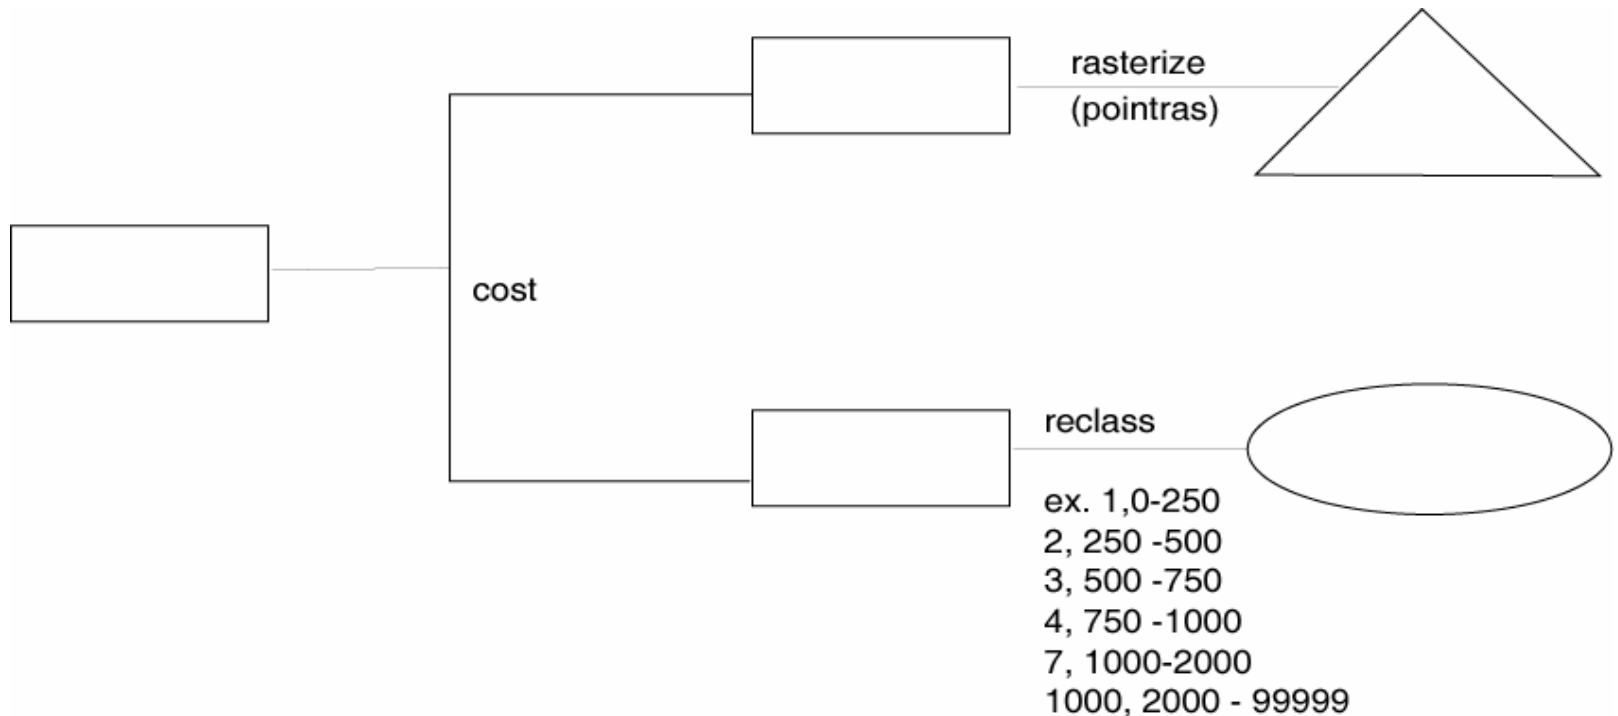 rasterize
(pointras)
cost
reclass
ex. 1,0-250
2, 250 -500
3, 500 -750
4, 750 -1000
7, 1000-2000
1000, 2000 - 99999